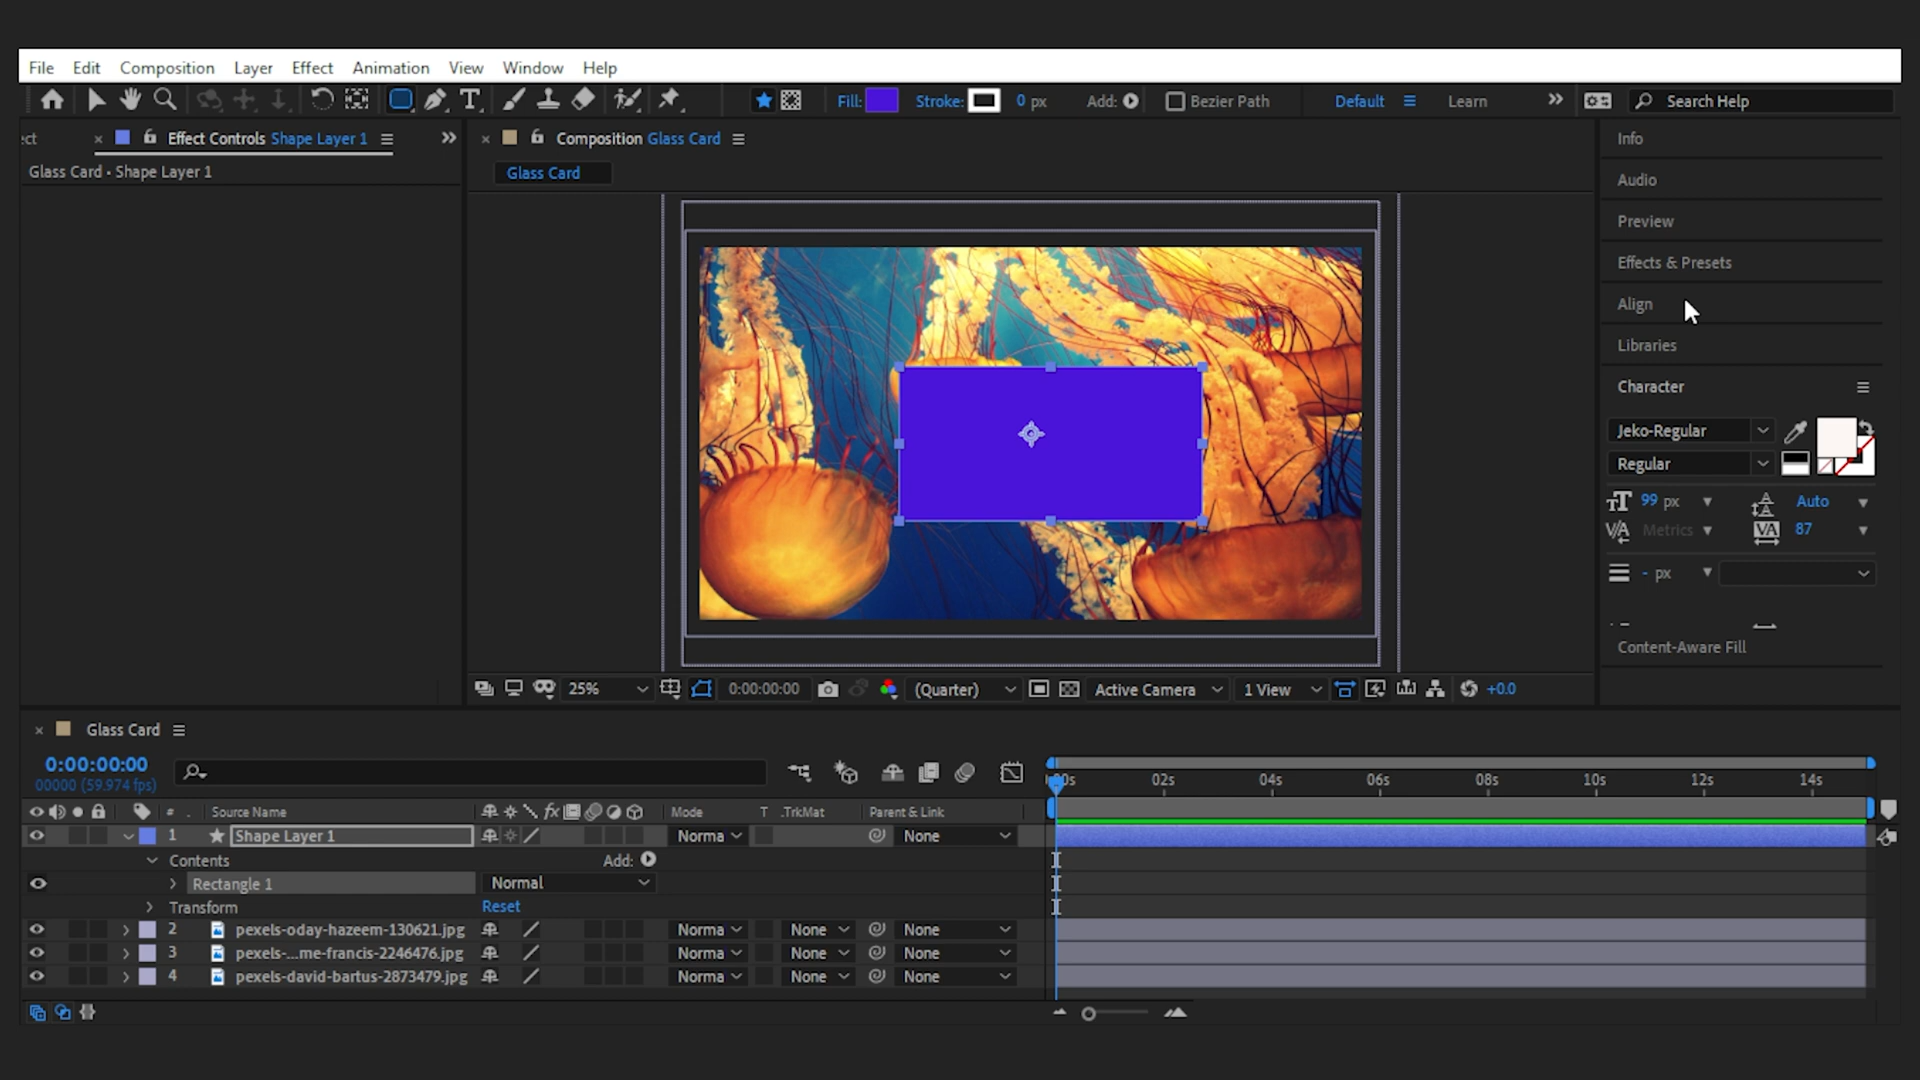 File Edit Composition Layer Effect Animation View Window Help
Fill: Stroke: 0 px Add: Bezier Path Default Learn Search Help
ect Effect Controls Shape Layer 1
Composition Glass Card
Glass Card • Shape Layer 1
Glass Card
Info
Audio
Preview
Effects & Presets
Align
Libraries
Character
Jeko-Regular
Regular
99 px Auto
Metrics 87
- px
Content-Aware Fill
25% 0:00:00:00 (Quarter) Active Camera 1 View +0.0
Glass Card
0:00:00:00
00000 (59.974 fps)
02s 04s 06s 08s 10s 12s 14s
# . Source Name fx Mode T .TrkMat Parent & Link
1 Shape Layer 1 Norma None
Contents Add:
Rectangle 1 Normal
Transform Reset
2 pexels-oday-hazeem-130621.jpg Norma None None
3 pexels-...me-francis-2246476.jpg Norma None None
4 pexels-david-bartus-2873479.jpg Norma None None